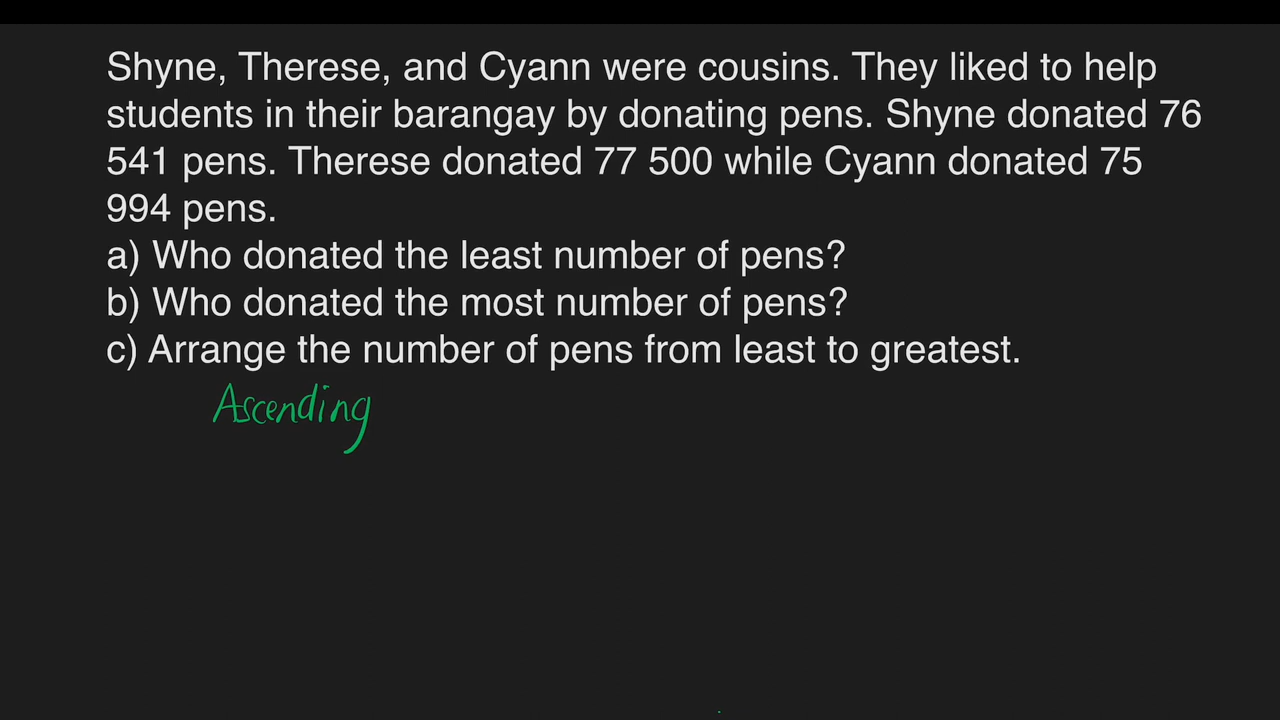 Shyne, Therese, and Cyann were cousins. They liked to help
students in their barangay by donating pens. Shyne donated 76
541 pens. Therese donated 77 500 while Cyann donated 75
994 pens.
a) Who donated the least number of pens?
b) Who donated the most number of pens?
c) Arrange the number of pens from least to greatest.
Ascending